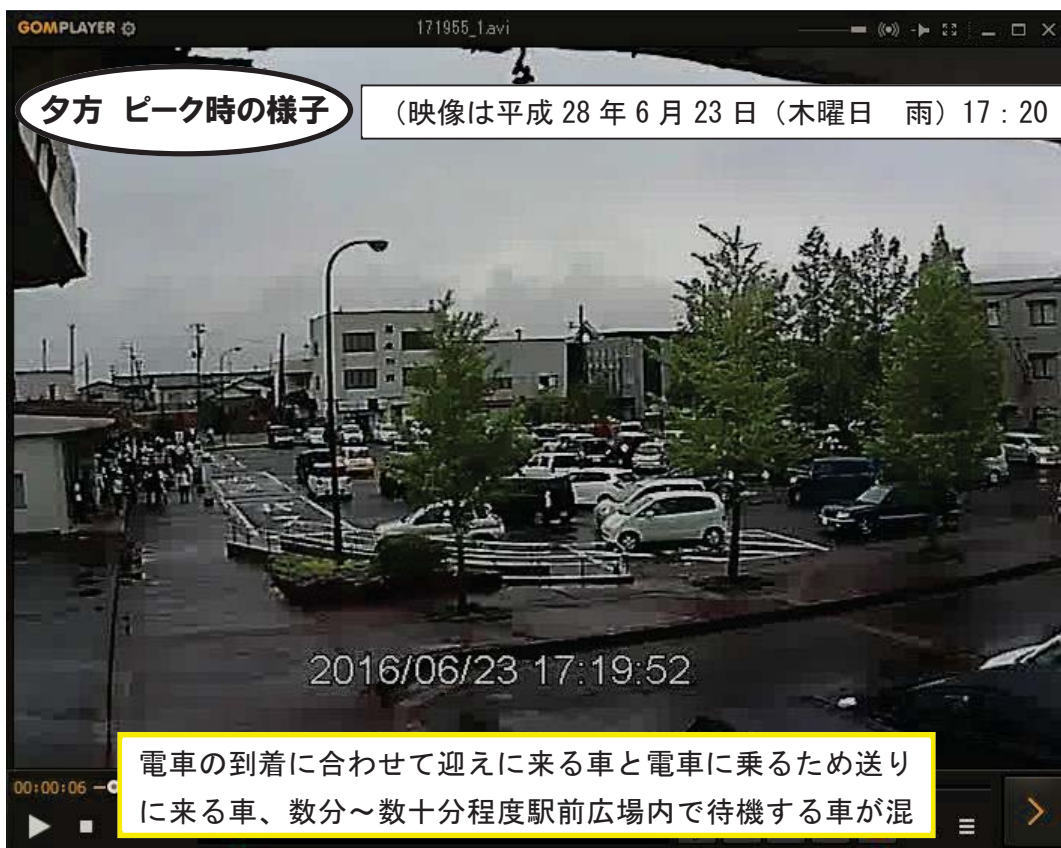 GOMPLAYER
171955_1.avi
夕方 ピーク時の様子
（映像は平成 28 年 6 月 23 日（木曜日 雨）17：20
2016/06/23 17:19:52
電車の到着に合わせて迎えに来る車と電車に乗るため送り
に来る車、数分～数十分程度駅前広場内で待機する車が混
00:00:06